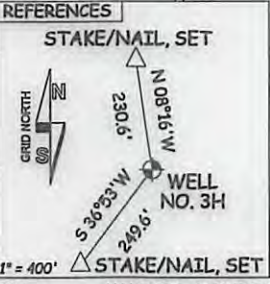 REFERENCES
STAKE/NAIL, SET
GRID NORTH
N
S
N 08°16'W
230.6'
S 36°53'W
249.6'
WELL
NO. 3H
1" = 400'
STAKE/NAIL, SET